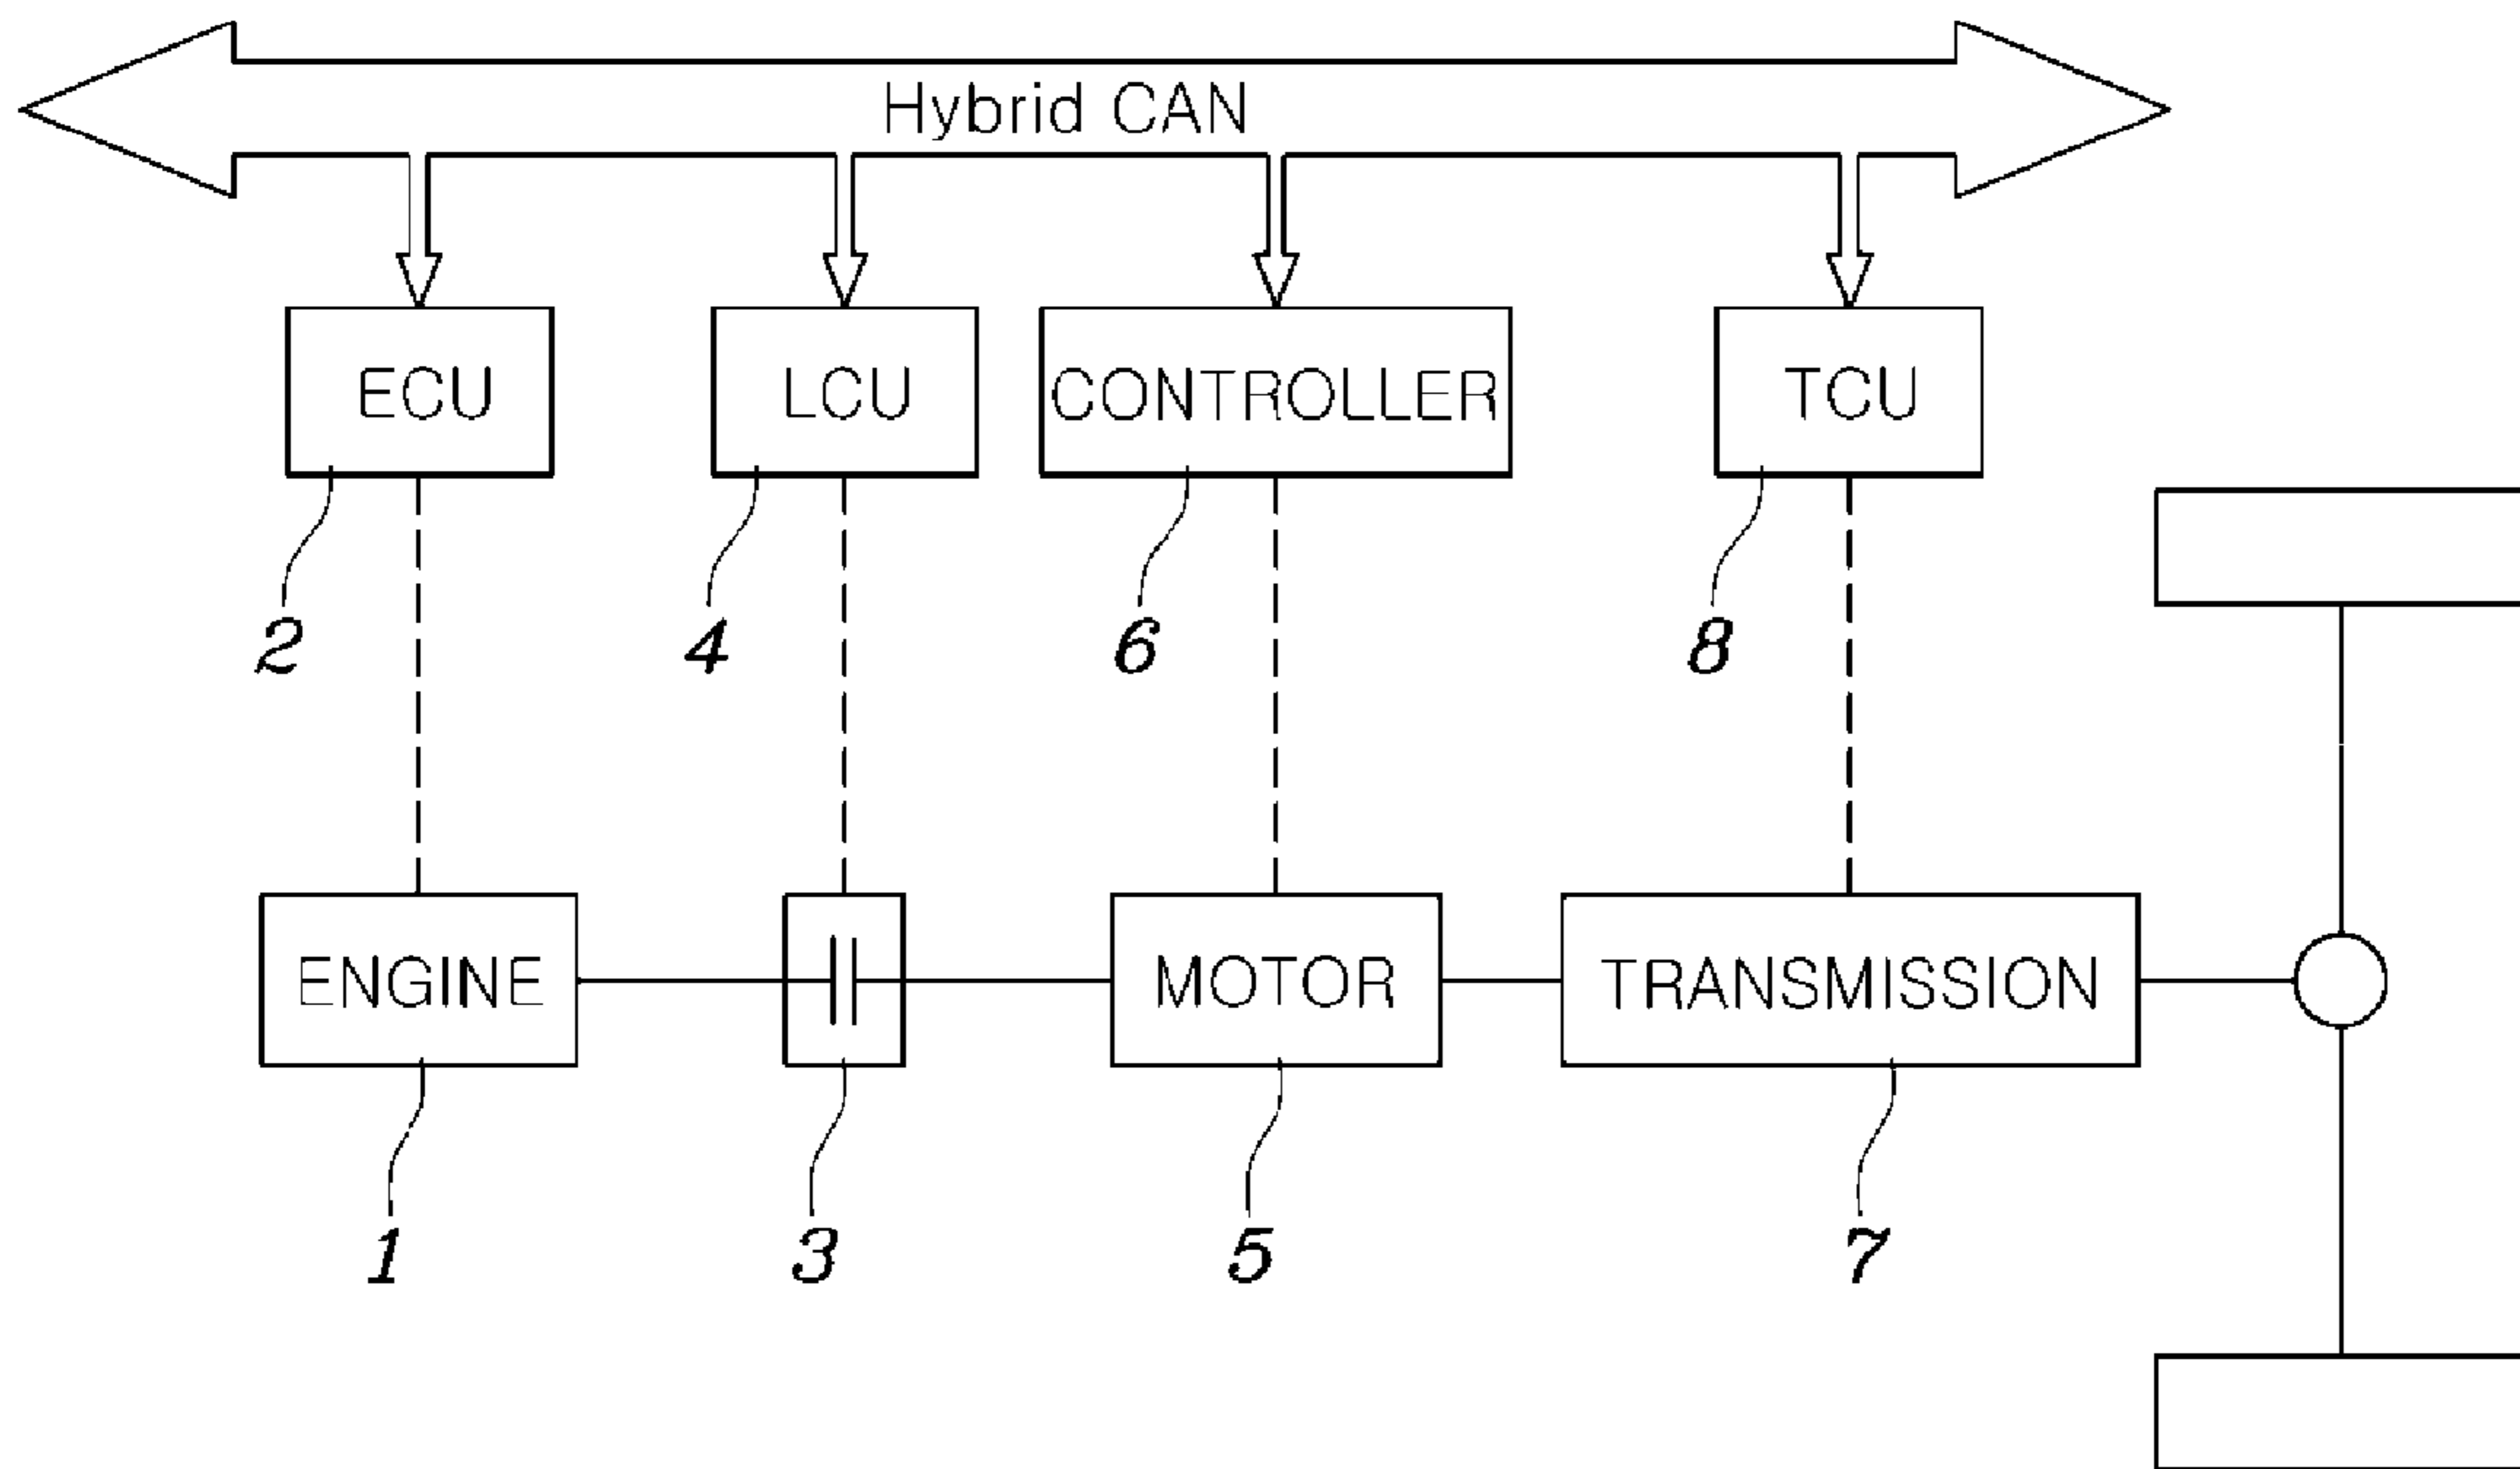 Hybrid CAN
ECU
LCU
CONTROLLER
TCU
2
4
6
8
ENGINE
MOTOR
TRANSMISSION
1
3
5
7